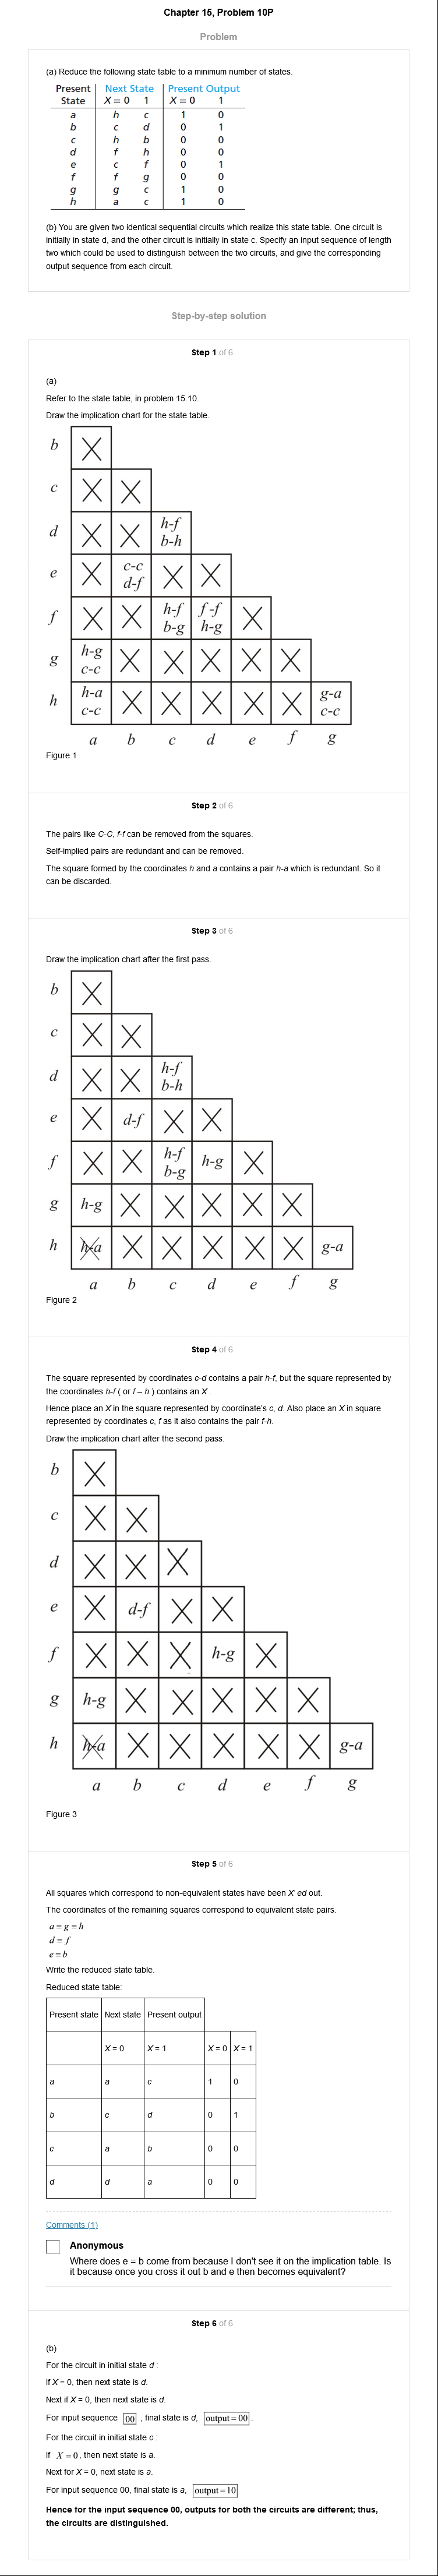 Chapter 15, Problem 10P
Problem
(a) Reduce the following state table to a minimum number of states.
Present Next State Present Output
State X = 0 1 X = 0 1
a h c 1 0
b c d 0 1
c h b 0 0
d f h 0 0
e c f 0 1
f f g 0 0
g g c 1 0
h a c 1 0
(b) You are given two identical sequential circuits which realize this state table. One circuit is
initially in state d, and the other circuit is initially in state c. Specify an input sequence of length
two which could be used to distinguish between the two circuits, and give the corresponding
output sequence from each circuit.
Step-by-step solution
Step 1 of 6
(a)
Refer to the state table, in problem 15.10.
Draw the implication chart for the state table.
b
c
d h-f
b-h
e c-c
d-f
f h-f f-f
b-g h-g
g h-g
c-c
h h-a g-a
c-c c-c
a b c d e f g
Figure 1
Step 2 of 6
The pairs like C-C, f-f can be removed from the squares.
Self-implied pairs are redundant and can be removed.
The square formed by the coordinates h and a contains a pair h-a which is redundant. So it
can be discarded.
Step 3 of 6
Draw the implication chart after the first pass.
b
c
d h-f
b-h
e d-f
f h-f h-g
b-g
g h-g
h h-a g-a
a b c d e f g
Figure 2
Step 4 of 6
The square represented by coordinates c-d contains a pair h-f, but the square represented by
the coordinates h-f ( or f – h ) contains an X .
Hence place an X in the square represented by coordinate's c, d. Also place an X in square
represented by coordinates c, f as it also contains the pair f-h.
Draw the implication chart after the second pass.
b
c
d
e d-f
f h-g
g h-g
h h-a g-a
a b c d e f g
Figure 3
Step 5 of 6
All squares which correspond to non-equivalent states have been X' ed out.
The coordinates of the remaining squares correspond to equivalent state pairs.
a ≡ g ≡ h
d ≡ f
e ≡ b
Write the reduced state table.
Reduced state table:
Present state Next state Present output
X = 0 X = 1 X = 0 X = 1
a a c 1 0
b c d 0 1
c a b 0 0
d d a 0 0
Comments (1)
Anonymous
Where does e = b come from because I don't see it on the implication table. Is
it because once you cross it out b and e then becomes equivalent?
Step 6 of 6
(b)
For the circuit in initial state d :
If X = 0, then next state is d.
Next if X = 0, then next state is d.
For input sequence 00 , final state is d, output = 00 .
For the circuit in initial state c :
If X = 0 , then next state is a.
Next for X = 0, next state is a.
For input sequence 00, final state is a, output = 10
Hence for the input sequence 00, outputs for both the circuits are different; thus,
the circuits are distinguished.